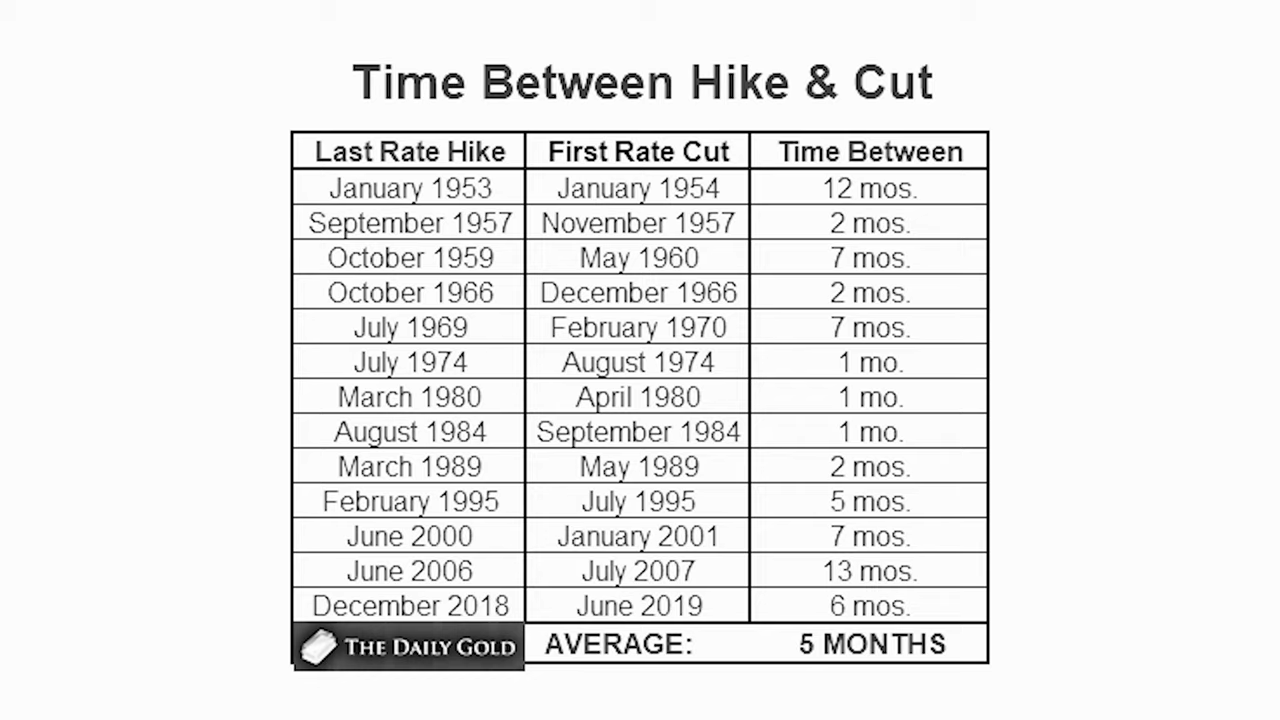 Time Between Hike & Cut
Last Rate Hike First Rate Cut Time Between
January 1953 January 1954 12 mos.
September 1957 November 1957 2 mos.
October 1959 May 1960 7 mos.
October 1966 December 1966 2 mos.
July 1969 February 1970 7 mos.
July 1974 August 1974 1 mo.
March 1980 April 1980 1 mo.
August 1984 September 1984 1 mo.
March 1989 May 1989 2 mos.
February 1995 July 1995 5 mos.
June 2000 January 2001 7 mos.
June 2006 July 2007 13 mos.
December 2018 June 2019 6 mos.
THE DAILY GOLD AVERAGE: 5 MONTHS